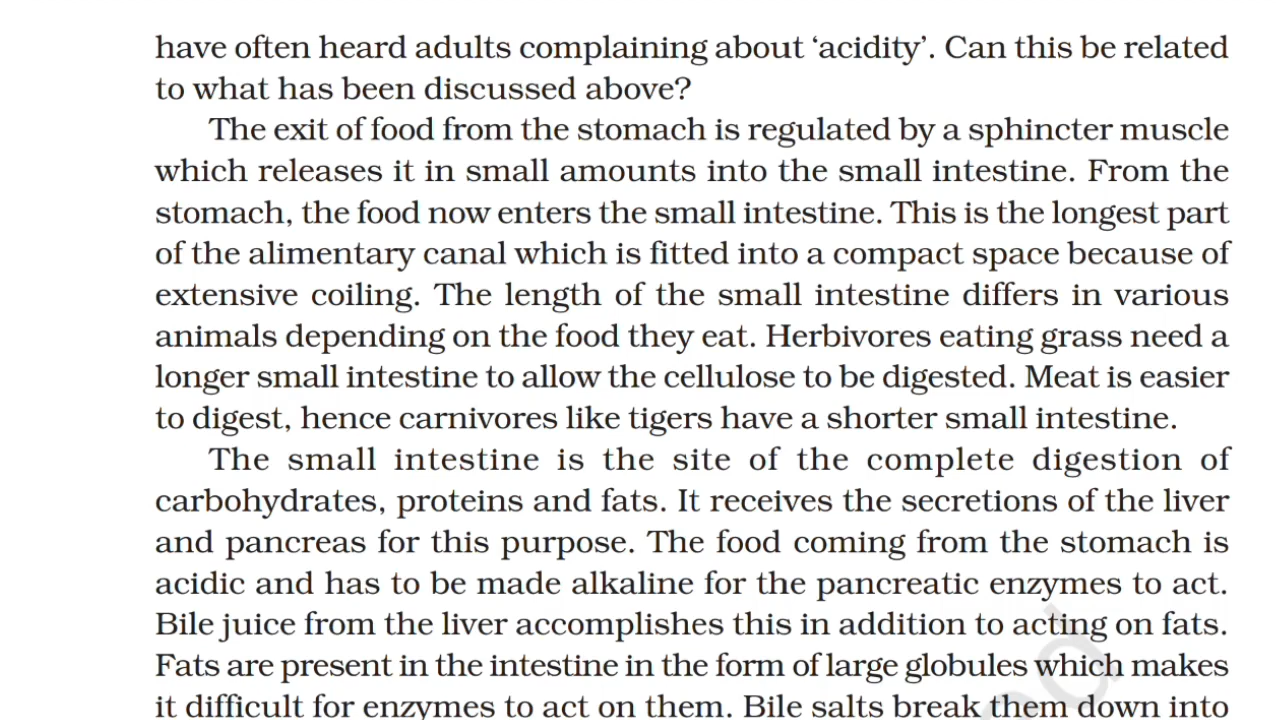 have often heard adults complaining about ‘acidity’. Can this be related
to what has been discussed above?
The exit of food from the stomach is regulated by a sphincter muscle
which releases it in small amounts into the small intestine. From the
stomach, the food now enters the small intestine. This is the longest part
of the alimentary canal which is fitted into a compact space because of
extensive coiling. The length of the small intestine differs in various
animals depending on the food they eat. Herbivores eating grass need a
longer small intestine to allow the cellulose to be digested. Meat is easier
to digest, hence carnivores like tigers have a shorter small intestine.
The small intestine is the site of the complete digestion of
carbohydrates, proteins and fats. It receives the secretions of the liver
and pancreas for this purpose. The food coming from the stomach is
acidic and has to be made alkaline for the pancreatic enzymes to act.
Bile juice from the liver accomplishes this in addition to acting on fats.
Fats are present in the intestine in the form of large globules which makes
it difficult for enzymes to act on them. Bile salts break them down into